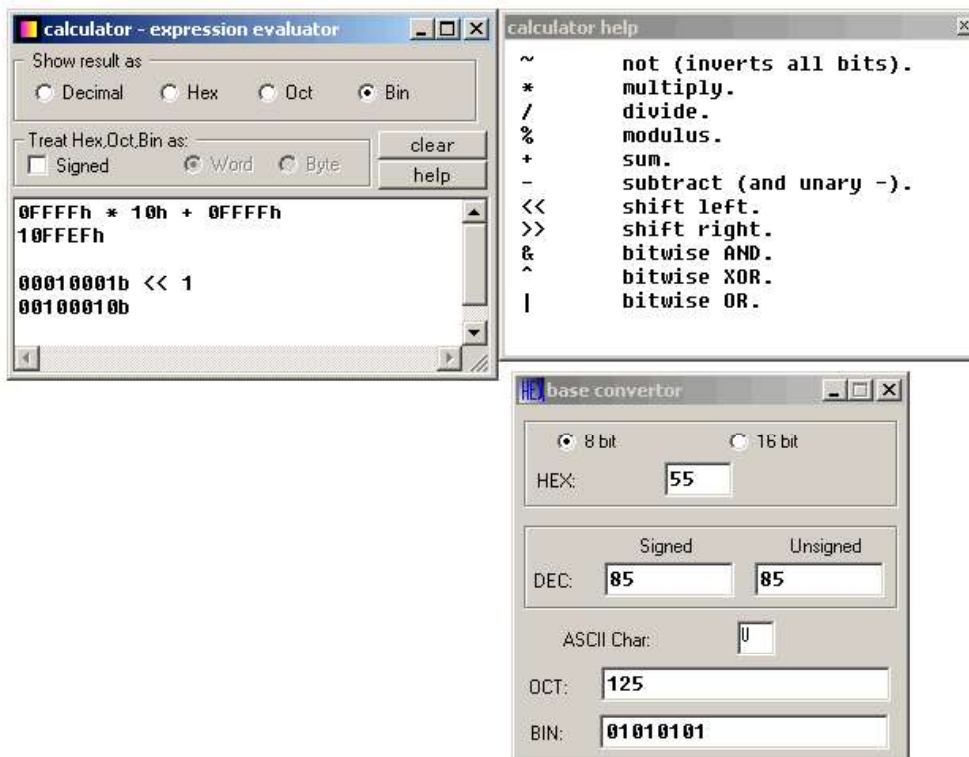 calculator - expression evaluator
Show result as
Decimal Hex Oct Bin
Treat Hex,Oct,Bin as:
Signed Word Byte
clear
help
0FFFFh * 10h + 0FFFFh
10FFEFh
00010001b << 1
00100010b
calculator help
~ not (inverts all bits).
* multiply.
/ divide.
% modulus.
+ sum.
- subtract (and unary -).
<< shift left.
>> shift right.
& bitwise AND.
^ bitwise XOR.
| bitwise OR.
HEX base convertor
8 bit 16 bit
HEX: 55
Signed Unsigned
DEC: 85 85
ASCII Char: U
OCT: 125
BIN: 01010101